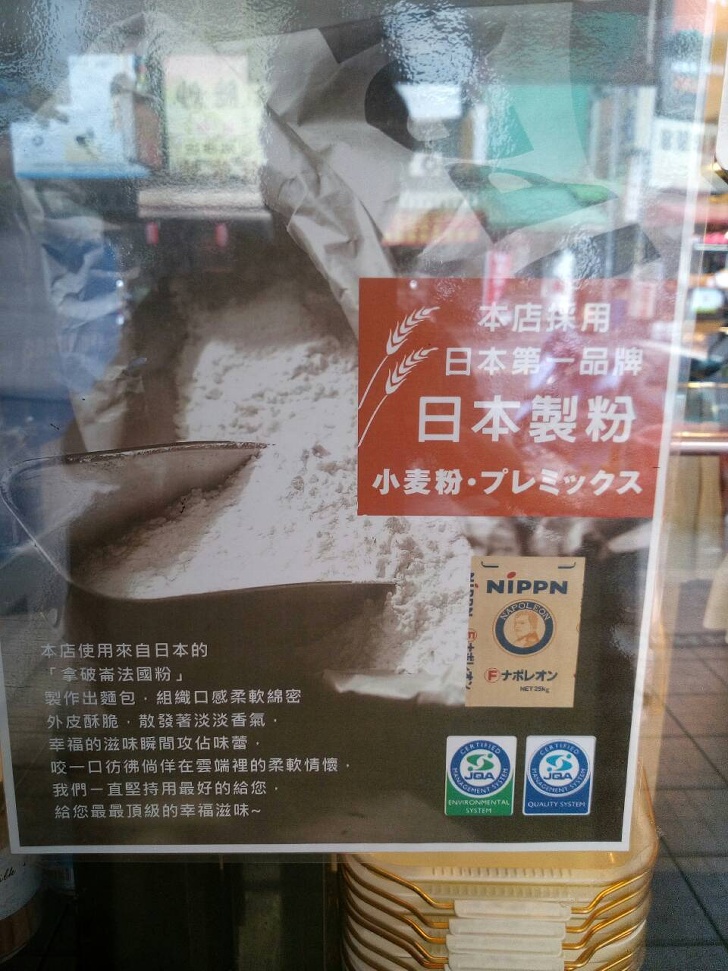 本店採用
日本第一品牌
日本製粉
小麦粉・プレミックス
NIPPN
NAPOLEON
Ⓕナポレオン
NET 25kg
本店使用來自日本的
「拿破崙法國粉」
製作出麵包，組織口感柔軟綿密
外皮酥脆，散發著淡淡香氣，
幸福的滋味瞬間攻佔味蕾，
咬一口彷彿倘佯在雲端裡的柔軟情懷，
我們一直堅持用最好的給您，
給您最最頂級的幸福滋味~
CERTIFIED
JQA
MANAGEMENT SYSTEM
ENVIRONMENTAL
SYSTEM
CERTIFIED
JQA
MANAGEMENT SYSTEM
QUALITY SYSTEM